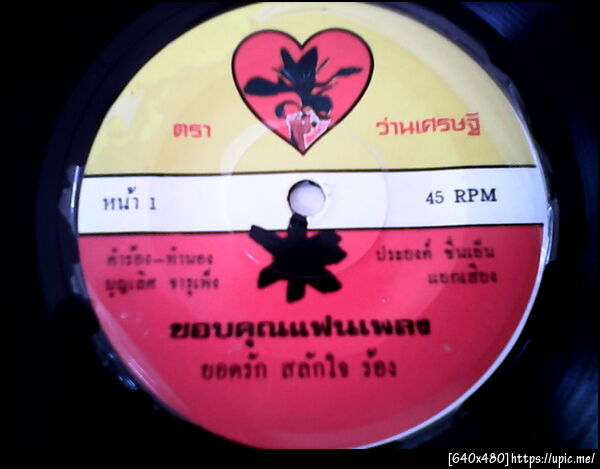 ตรา ว่านเศรษฐี
หน้า 1 45 RPM
คำร้อง-ทำนอง ประยงค์ ชื่นเย็น
บุญเลิศ จารุเพ็ง แยกเสียง
ขอบคุณแฟนเพลง
ยอดรัก สลักใจ ร้อง
[640x480]https://upic.me/